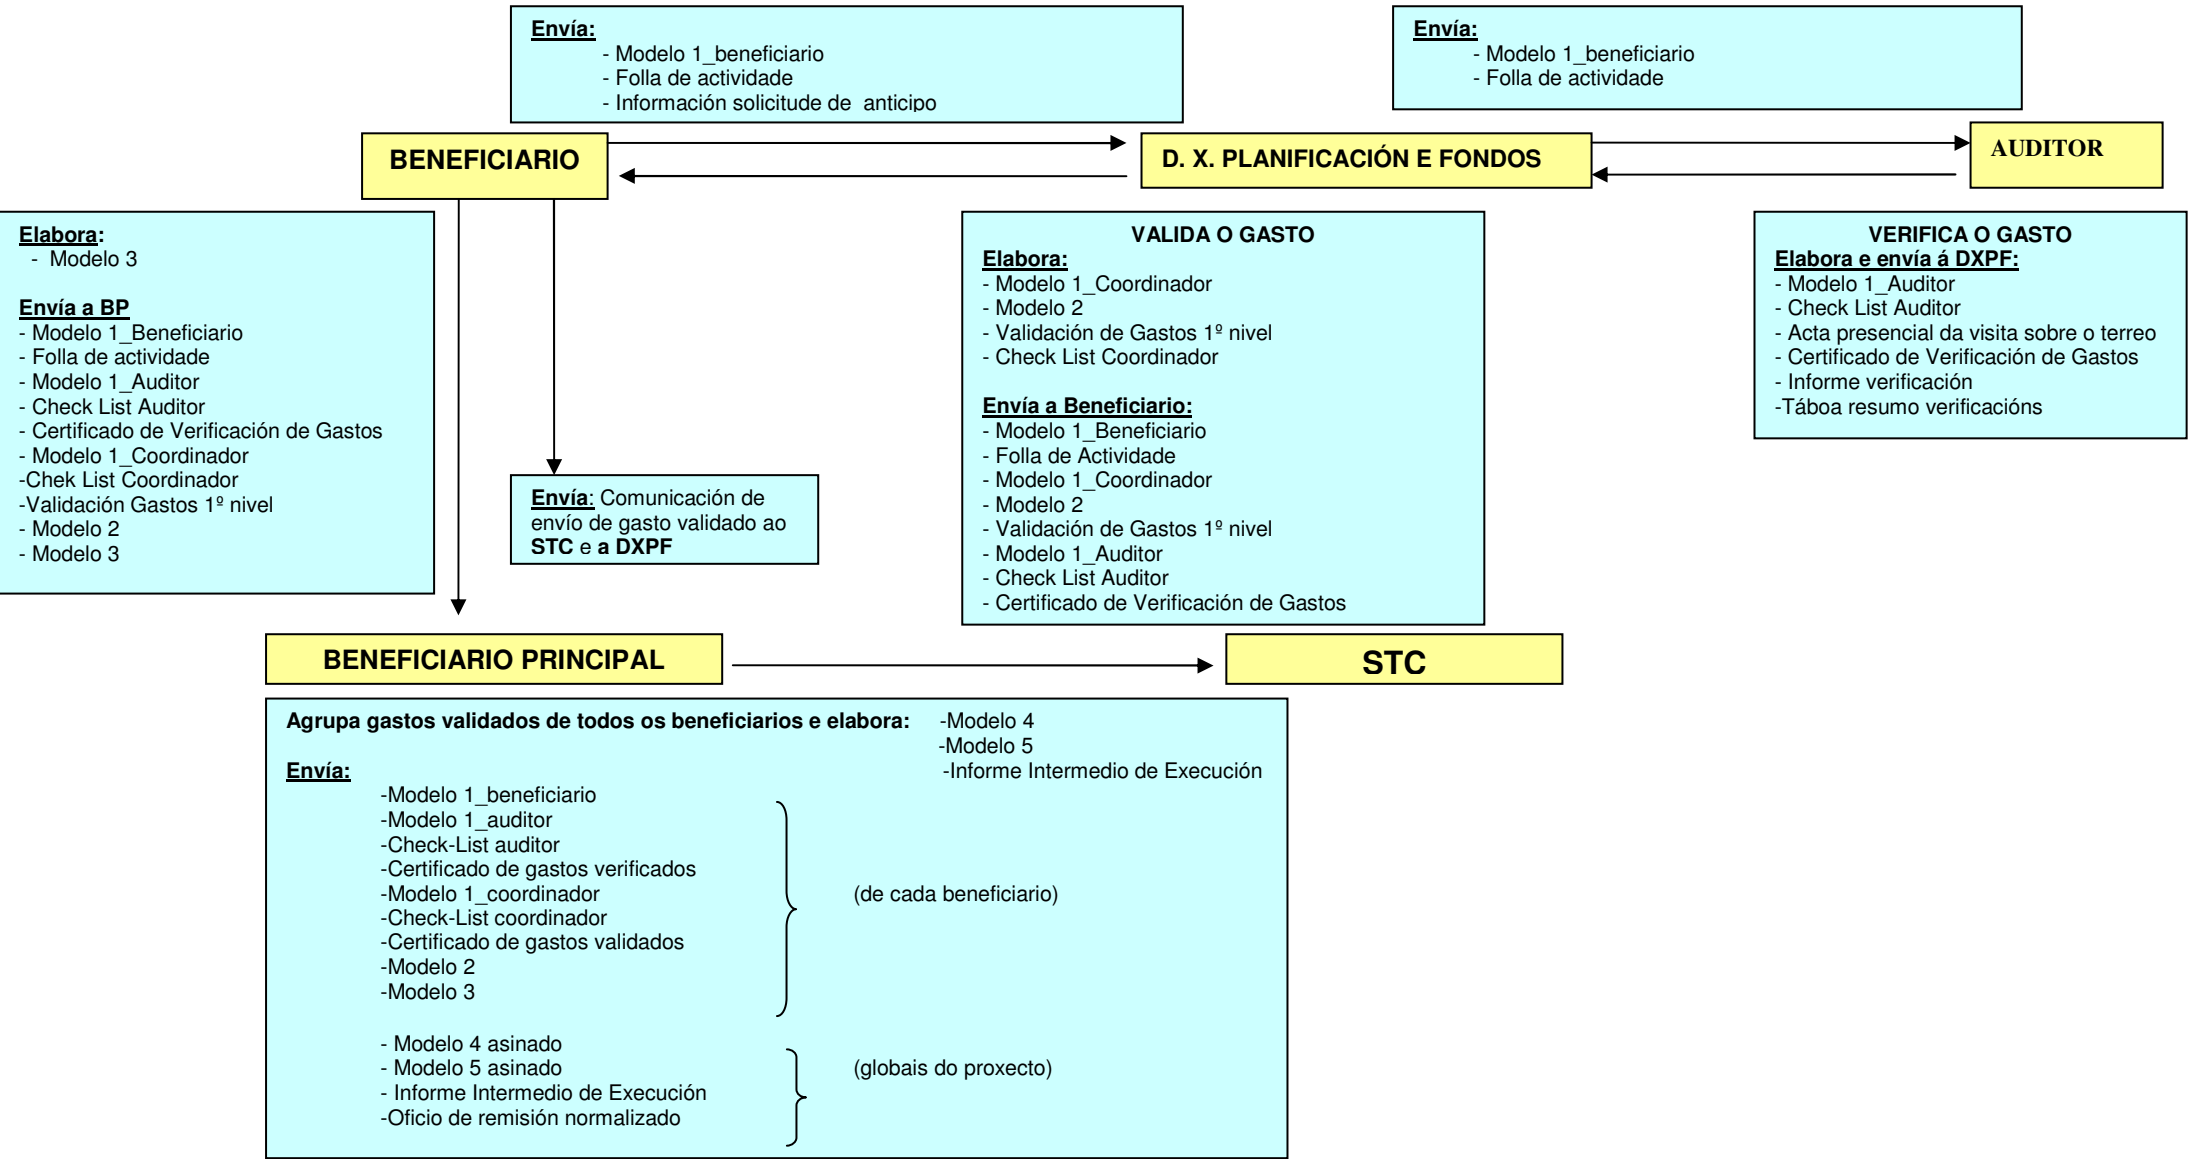 Envía:
- Modelo 1_beneficiario
- Folla de actividade
- Información solicitude de  anticipo
Envía:
- Modelo 1_beneficiario
- Folla de actividade
BENEFICIARIO
D. X. PLANIFICACIÓN E FONDOS
AUDITOR
Elabora:
- Modelo 3
Envía a BP
- Modelo 1_Beneficiario
- Folla de actividade
- Modelo 1_Auditor
- Check List Auditor
- Certificado de Verificación de Gastos
- Modelo 1_Coordinador
-Chek List Coordinador
-Validación Gastos 1º nivel
- Modelo 2
- Modelo 3
Envía: Comunicación de
envío de gasto validado ao
STC e a DXPF
VALIDA O GASTO
Elabora:
- Modelo 1_Coordinador
- Modelo 2
- Validación de Gastos 1º nivel
- Check List Coordinador
Envía a Beneficiario:
- Modelo 1_Beneficiario
- Folla de Actividade
- Modelo 1_Coordinador
- Modelo 2
- Validación de Gastos 1º nivel
- Modelo 1_Auditor
- Check List Auditor
- Certificado de Verificación de Gastos
VERIFICA O GASTO
Elabora e envía á DXPF:
- Modelo 1_Auditor
- Check List Auditor
- Acta presencial da visita sobre o terreo
- Certificado de Verificación de Gastos
- Informe verificación
-Táboa resumo verificacións
BENEFICIARIO PRINCIPAL
STC
Agrupa gastos validados de todos os beneficiarios e elabora: -Modelo 4
-Modelo 5
-Informe Intermedio de Execución
Envía:
-Modelo 1_beneficiario
-Modelo 1_auditor
-Check-List auditor
-Certificado de gastos verificados
-Modelo 1_coordinador (de cada beneficiario)
-Check-List coordinador
-Certificado de gastos validados
-Modelo 2
-Modelo 3
- Modelo 4 asinado
- Modelo 5 asinado (globais do proxecto)
- Informe Intermedio de Execución
-Oficio de remisión normalizado